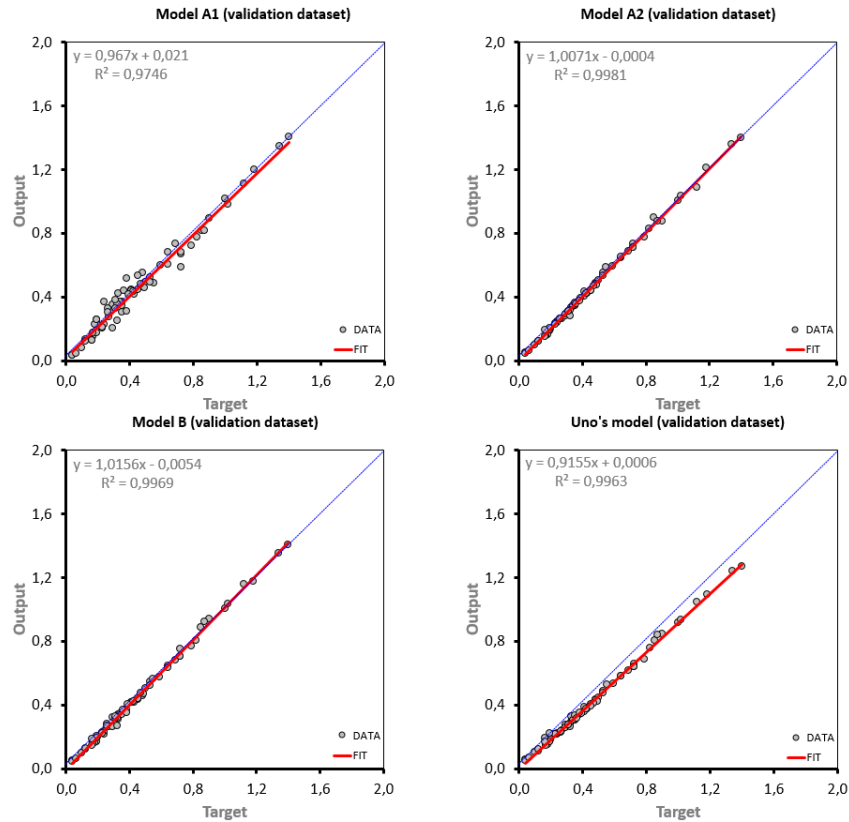 Model A1 (validation dataset)
y = 0,967x + 0,021
R² = 0,9746
2,0
1,6
1,2
0,8
0,4
0,0
Output
DATA
FIT
0,0 0,4 0,8 1,2 1,6 2,0
Target
Model A2 (validation dataset)
y = 1,0071x - 0,0004
R² = 0,9981
2,0
1,6
1,2
0,8
0,4
0,0
Output
DATA
FIT
0,0 0,4 0,8 1,2 1,6 2,0
Target
Model B (validation dataset)
y = 1,0156x - 0,0054
R² = 0,9969
2,0
1,6
1,2
0,8
0,4
0,0
Output
DATA
FIT
0,0 0,4 0,8 1,2 1,6 2,0
Target
Uno's model (validation dataset)
y = 0,9155x + 0,0006
R² = 0,9963
2,0
1,6
1,2
0,8
0,4
0,0
Output
DATA
FIT
0,0 0,4 0,8 1,2 1,6 2,0
Target